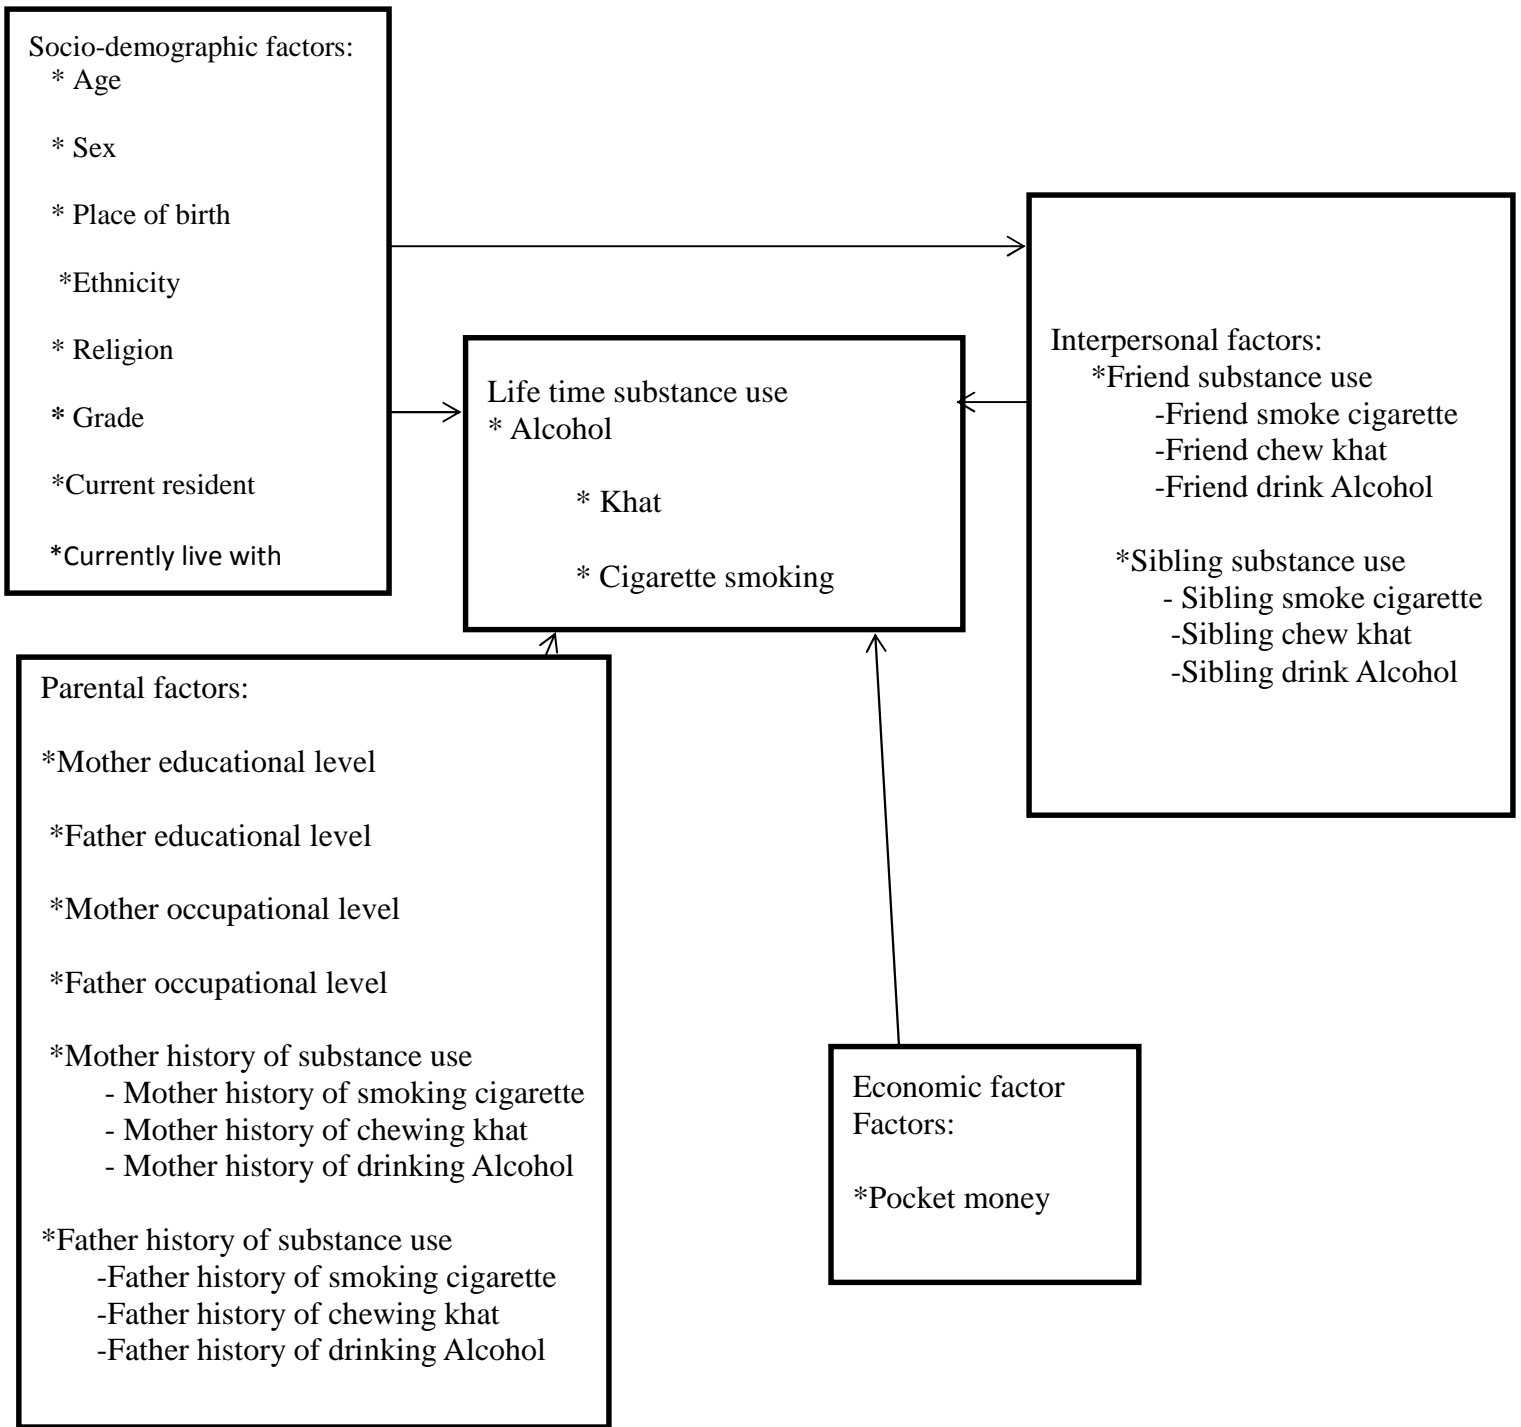 Socio-demographic factors:
* Age
* Sex
* Place of birth
*Ethnicity
* Religion
* Grade
*Current resident
*Currently live with
Life time substance use
* Alcohol
* Khat
* Cigarette smoking
Interpersonal factors:
*Friend substance use
-Friend smoke cigarette
-Friend chew khat
-Friend drink Alcohol
*Sibling substance use
- Sibling smoke cigarette
-Sibling chew khat
-Sibling drink Alcohol
Parental factors:
*Mother educational level
*Father educational level
*Mother occupational level
*Father occupational level
*Mother history of substance use
- Mother history of smoking cigarette
- Mother history of chewing khat
- Mother history of drinking Alcohol
*Father history of substance use
-Father history of smoking cigarette
-Father history of chewing khat
-Father history of drinking Alcohol
Economic factor
Factors:
*Pocket money